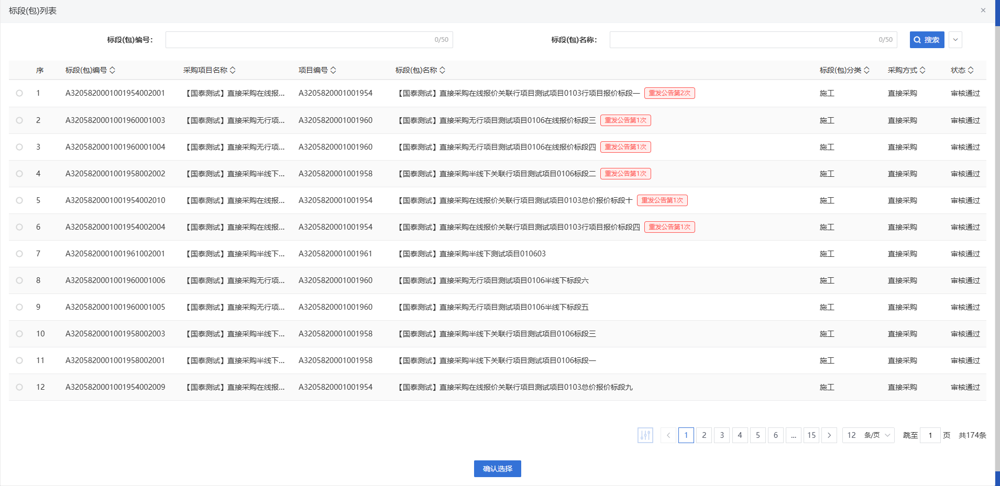 标段(包)列表 ×
标段(包)编号： 0/50 标段(包)名称： 0/50 搜索
序 标段(包)编号 采购项目名称 项目编号 标段(包)名称 标段(包)分类 采购方式 状态
1 A3205820001001954002001 【国泰测试】直接采购在线报... A3205820001001954 【国泰测试】直接采购在线报价关联行项目测试项目0103行项目报价标段一 重发公告第2次 施工 直接采购 审核通过
2 A3205820001001960001003 【国泰测试】直接采购无行项... A3205820001001960 【国泰测试】直接采购无行项目测试项目0106在线报价标段三 重发公告第1次 施工 直接采购 审核通过
3 A3205820001001960001004 【国泰测试】直接采购无行项... A3205820001001960 【国泰测试】直接采购无行项目测试项目0106在线报价标段四 重发公告第1次 施工 直接采购 审核通过
4 A3205820001001958002002 【国泰测试】直接采购半线下... A3205820001001958 【国泰测试】直接采购半线下关联行项目测试项目0106标段二 重发公告第1次 施工 直接采购 审核通过
5 A3205820001001954002010 【国泰测试】直接采购在线报... A3205820001001954 【国泰测试】直接采购在线报价关联行项目测试项目0103总价报价标段十 重发公告第1次 施工 直接采购 审核通过
6 A3205820001001954002004 【国泰测试】直接采购在线报... A3205820001001954 【国泰测试】直接采购在线报价关联行项目测试项目0103行项目报价标段四 重发公告第1次 施工 直接采购 审核通过
7 A3205820001001961002001 【国泰测试】直接采购半线下... A3205820001001961 【国泰测试】直接采购半线下测试项目010603 施工 直接采购 审核通过
8 A3205820001001960001006 【国泰测试】直接采购无行项... A3205820001001960 【国泰测试】直接采购无行项目测试项目0106半线下标段六 施工 直接采购 审核通过
9 A3205820001001960001005 【国泰测试】直接采购无行项... A3205820001001960 【国泰测试】直接采购无行项目测试项目0106半线下标段五 施工 直接采购 审核通过
10 A3205820001001958002003 【国泰测试】直接采购半线下... A3205820001001958 【国泰测试】直接采购半线下关联行项目测试项目0106标段三 施工 直接采购 审核通过
11 A3205820001001958002001 【国泰测试】直接采购半线下... A3205820001001958 【国泰测试】直接采购半线下关联行项目测试项目0106标段一 施工 直接采购 审核通过
12 A3205820001001954002009 【国泰测试】直接采购在线报... A3205820001001954 【国泰测试】直接采购在线报价关联行项目测试项目0103总价报价标段九 施工 直接采购 审核通过
1 2 3 4 5 6 ... 15 12 条/页 跳至 1 页 共174条
确认选择